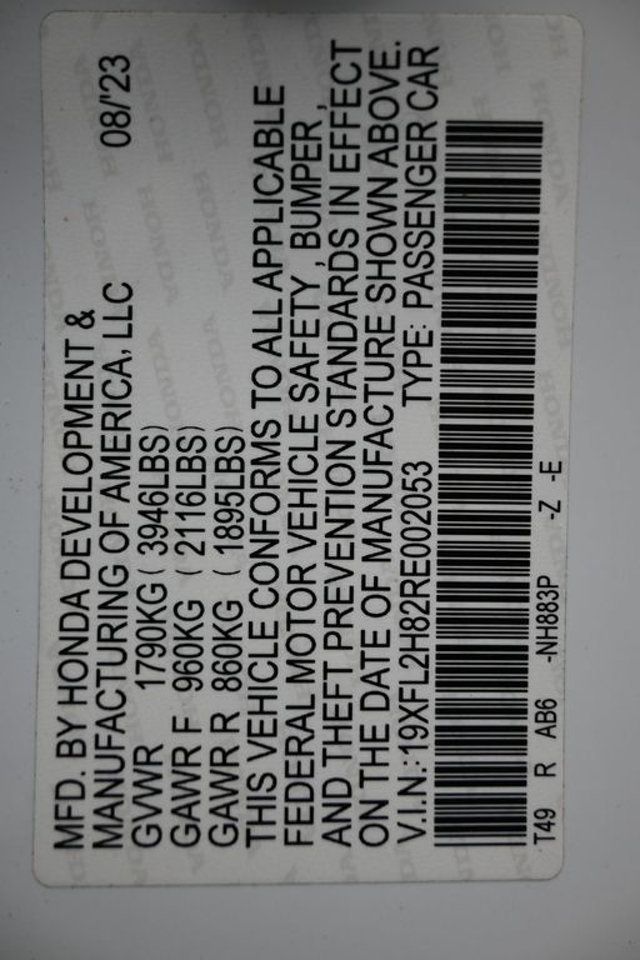 MFD. BY HONDA DEVELOPMENT & 08/'23
MANUFACTURING OF AMERICA, LLC
GVWR 1790KG ( 3946LBS)
GAWR F 960KG ( 2116LBS)
GAWR R 860KG ( 1895LBS)
THIS VEHICLE CONFORMS TO ALL APPLICABLE
FEDERAL MOTOR VEHICLE SAFETY , BUMPER ,
AND THEFT PREVENTION STANDARDS IN EFFECT
ON THE DATE OF MANUFACTURE SHOWN ABOVE.
V.I.N.:19XFL2H82RE002053 TYPE: PASSENGER CAR
T49 R AB6 -NH883P -Z -E